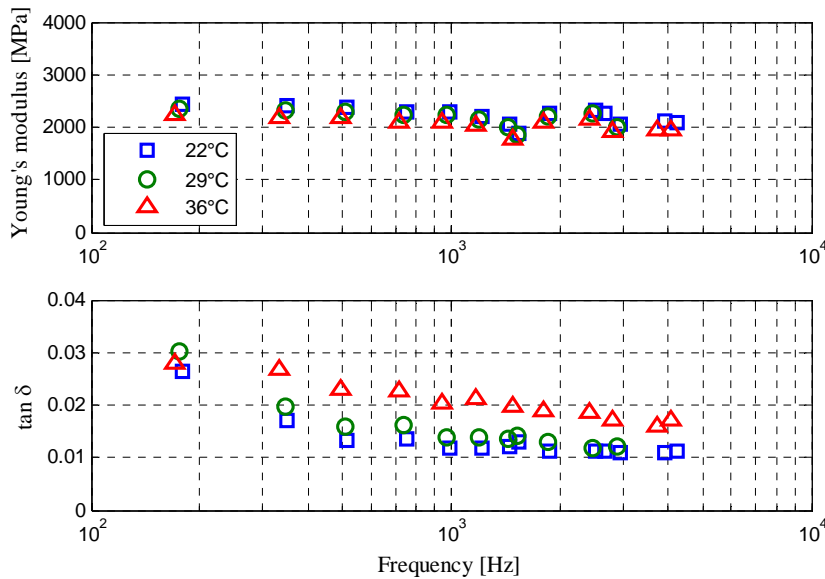 4000
3000
2000
1000
0
Young's modulus [MPa]
22°C
29°C
36°C
10²
10³
10⁴
0.04
0.03
0.02
0.01
0
tan δ
10²
10³
10⁴
Frequency [Hz]